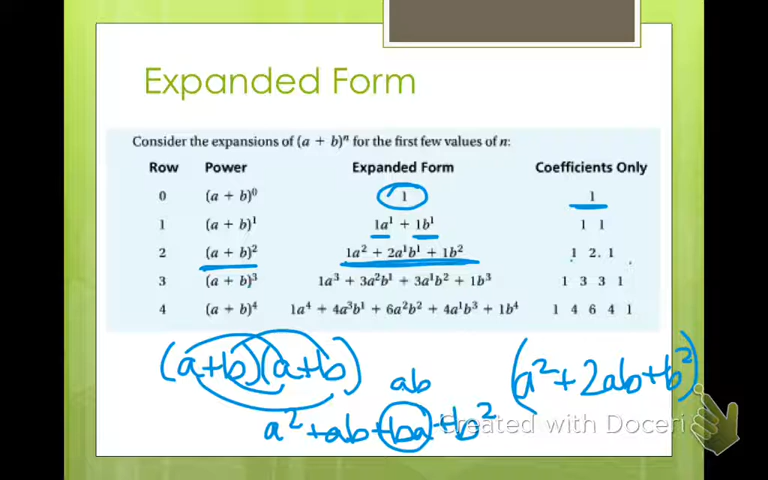 Expanded Form
Consider the expansions of (a + b)ⁿ for the first few values of n:
Row Power Expanded Form Coefficients Only
0 (a + b)⁰ 1 1
1 (a + b)¹ 1a¹ + 1b¹ 1 1
2 (a + b)² 1a² + 2a¹b¹ + 1b² 1 2 1
3 (a + b)³ 1a³ + 3a²b¹ + 3a¹b² + 1b³ 1 3 3 1
4 (a + b)⁴ 1a⁴ + 4a³b¹ + 6a²b² + 4a¹b³ + 1b⁴ 1 4 6 4 1
(a+b)(a+b) (a²+2ab+b²)
ab
a²+ab+ba+b²
Created with Doceri